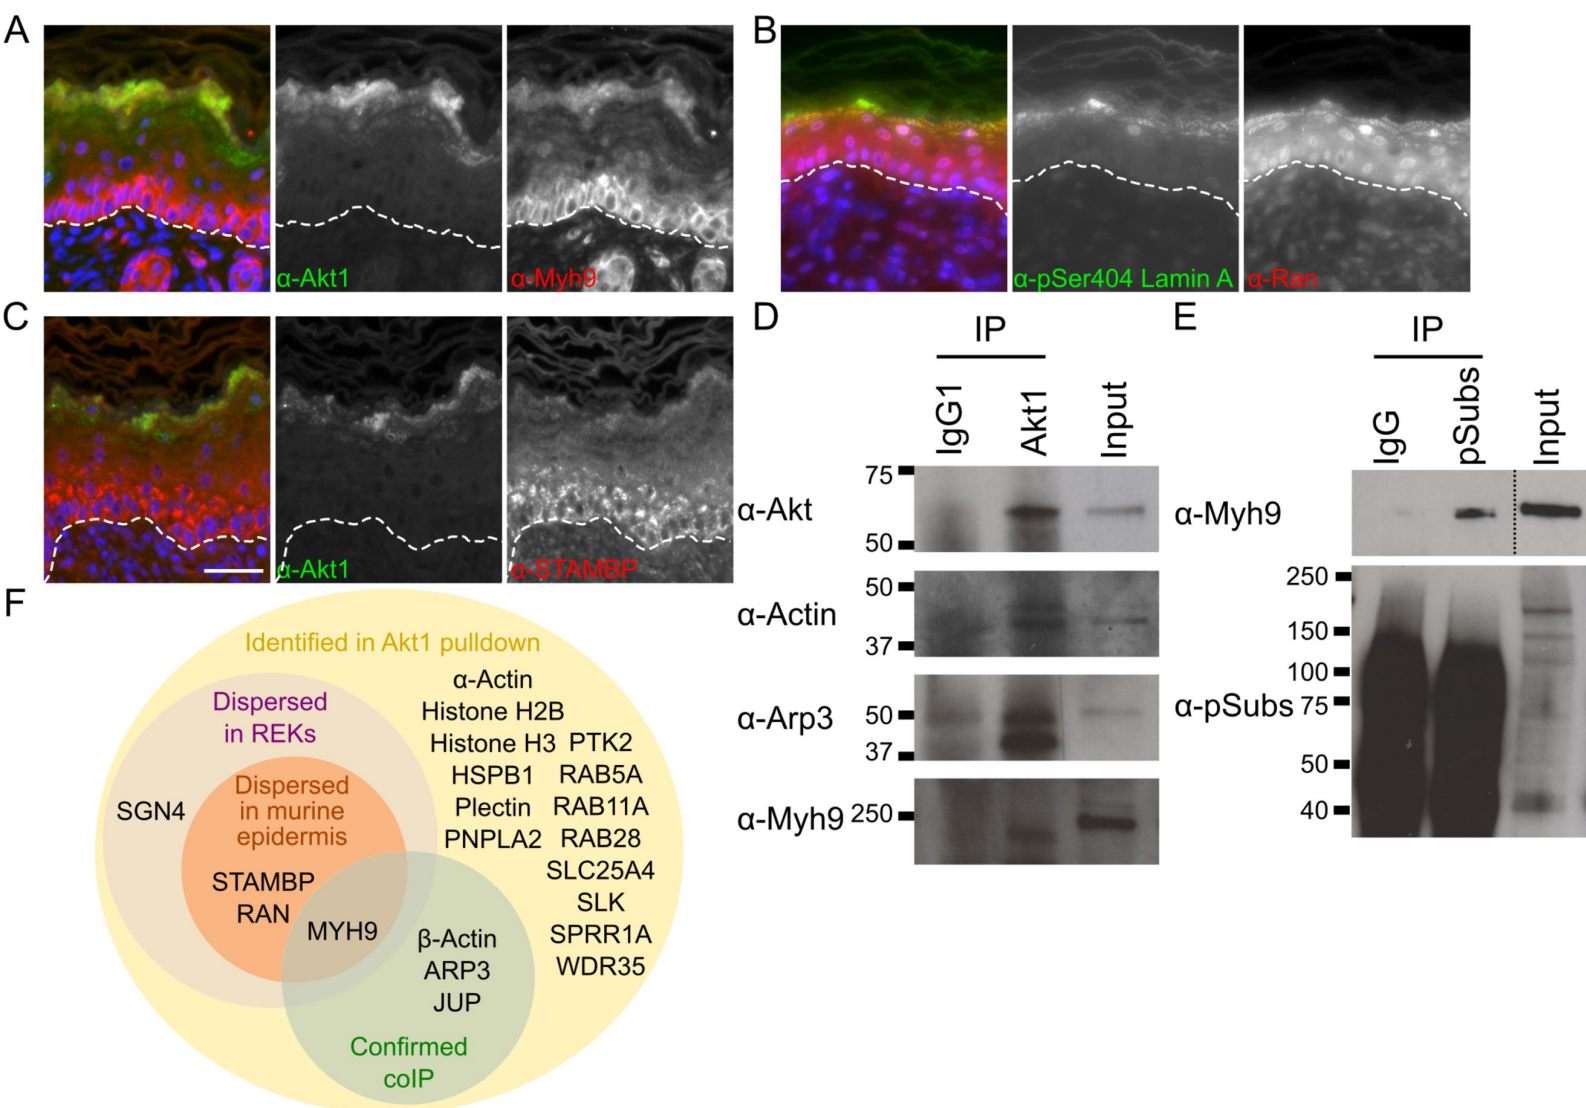 A
α-Akt1
α-Myh9
B
α-pSer404 Lamin A
α-Ran
C
α-Akt1
α-STAMBP
D
IP
IgG1
Akt1
Input
α-Akt
75
50
α-Actin
50
37
α-Arp3
50
37
α-Myh9
250
E
IP
IgG
pSubs
Input
α-Myh9
α-pSubs
250
150
100
75
50
40
F
Identified in Akt1 pulldown
Dispersed
in REKs
SGN4
Dispersed
in murine
epidermis
STAMBP
RAN
MYH9
β-Actin
ARP3
JUP
Confirmed
coIP
α-Actin
Histone H2B
Histone H3
HSPB1
Plectin
PNPLA2
PTK2
RAB5A
RAB11A
RAB28
SLC25A4
SLK
SPRR1A
WDR35